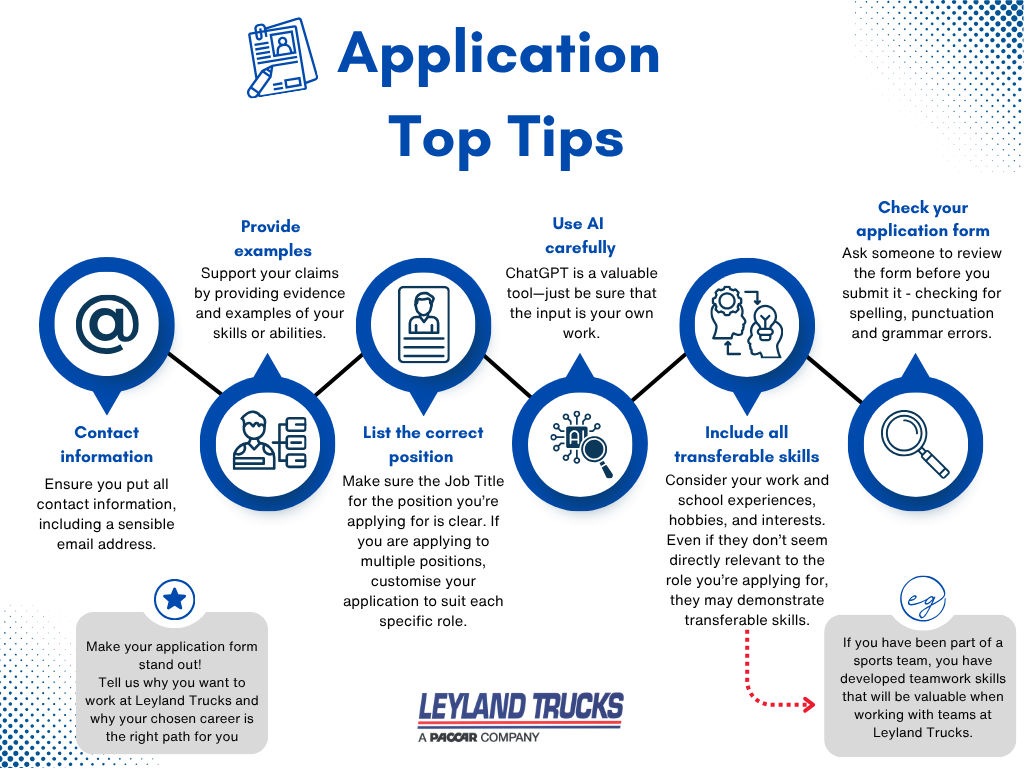 Application
Top Tips
@
Contact
information
Ensure you put all
contact information,
including a sensible
email address.
Provide
examples
Support your claims
by providing evidence
and examples of your
skills or abilities.
List the correct
position
Make sure the Job Title
for the position you’re
applying for is clear. If
you are applying to
multiple positions,
customise your
application to suit each
specific role.
Use AI
carefully
ChatGPT is a valuable
tool—just be sure that
the input is your own
work.
Include all
transferable skills
Consider your work and
school experiences,
hobbies, and interests.
Even if they don’t seem
directly relevant to the
role you’re applying for,
they may demonstrate
transferable skills.
Check your
application form
Ask someone to review
the form before you
submit it - checking for
spelling, punctuation
and grammar errors.
Make your application form
stand out!
Tell us why you want to
work at Leyland Trucks and
why your chosen career is
the right path for you
LEYLAND TRUCKS
A PACCAR COMPANY
eg
If you have been part of a
sports team, you have
developed teamwork skills
that will be valuable when
working with teams at
Leyland Trucks.